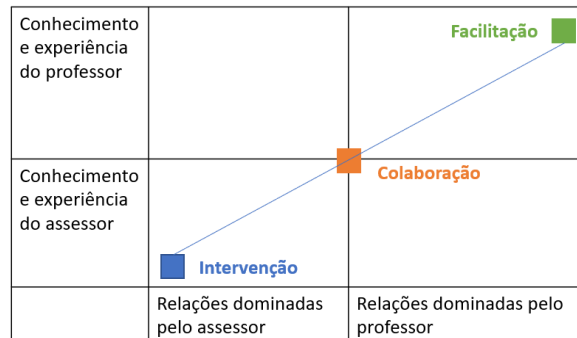 Conhecimento
e experiência
do professor
Facilitação
Conhecimento
e experiência
do assessor
Colaboração
Intervenção
Relações dominadas
pelo assessor
Relações dominadas pelo
professor